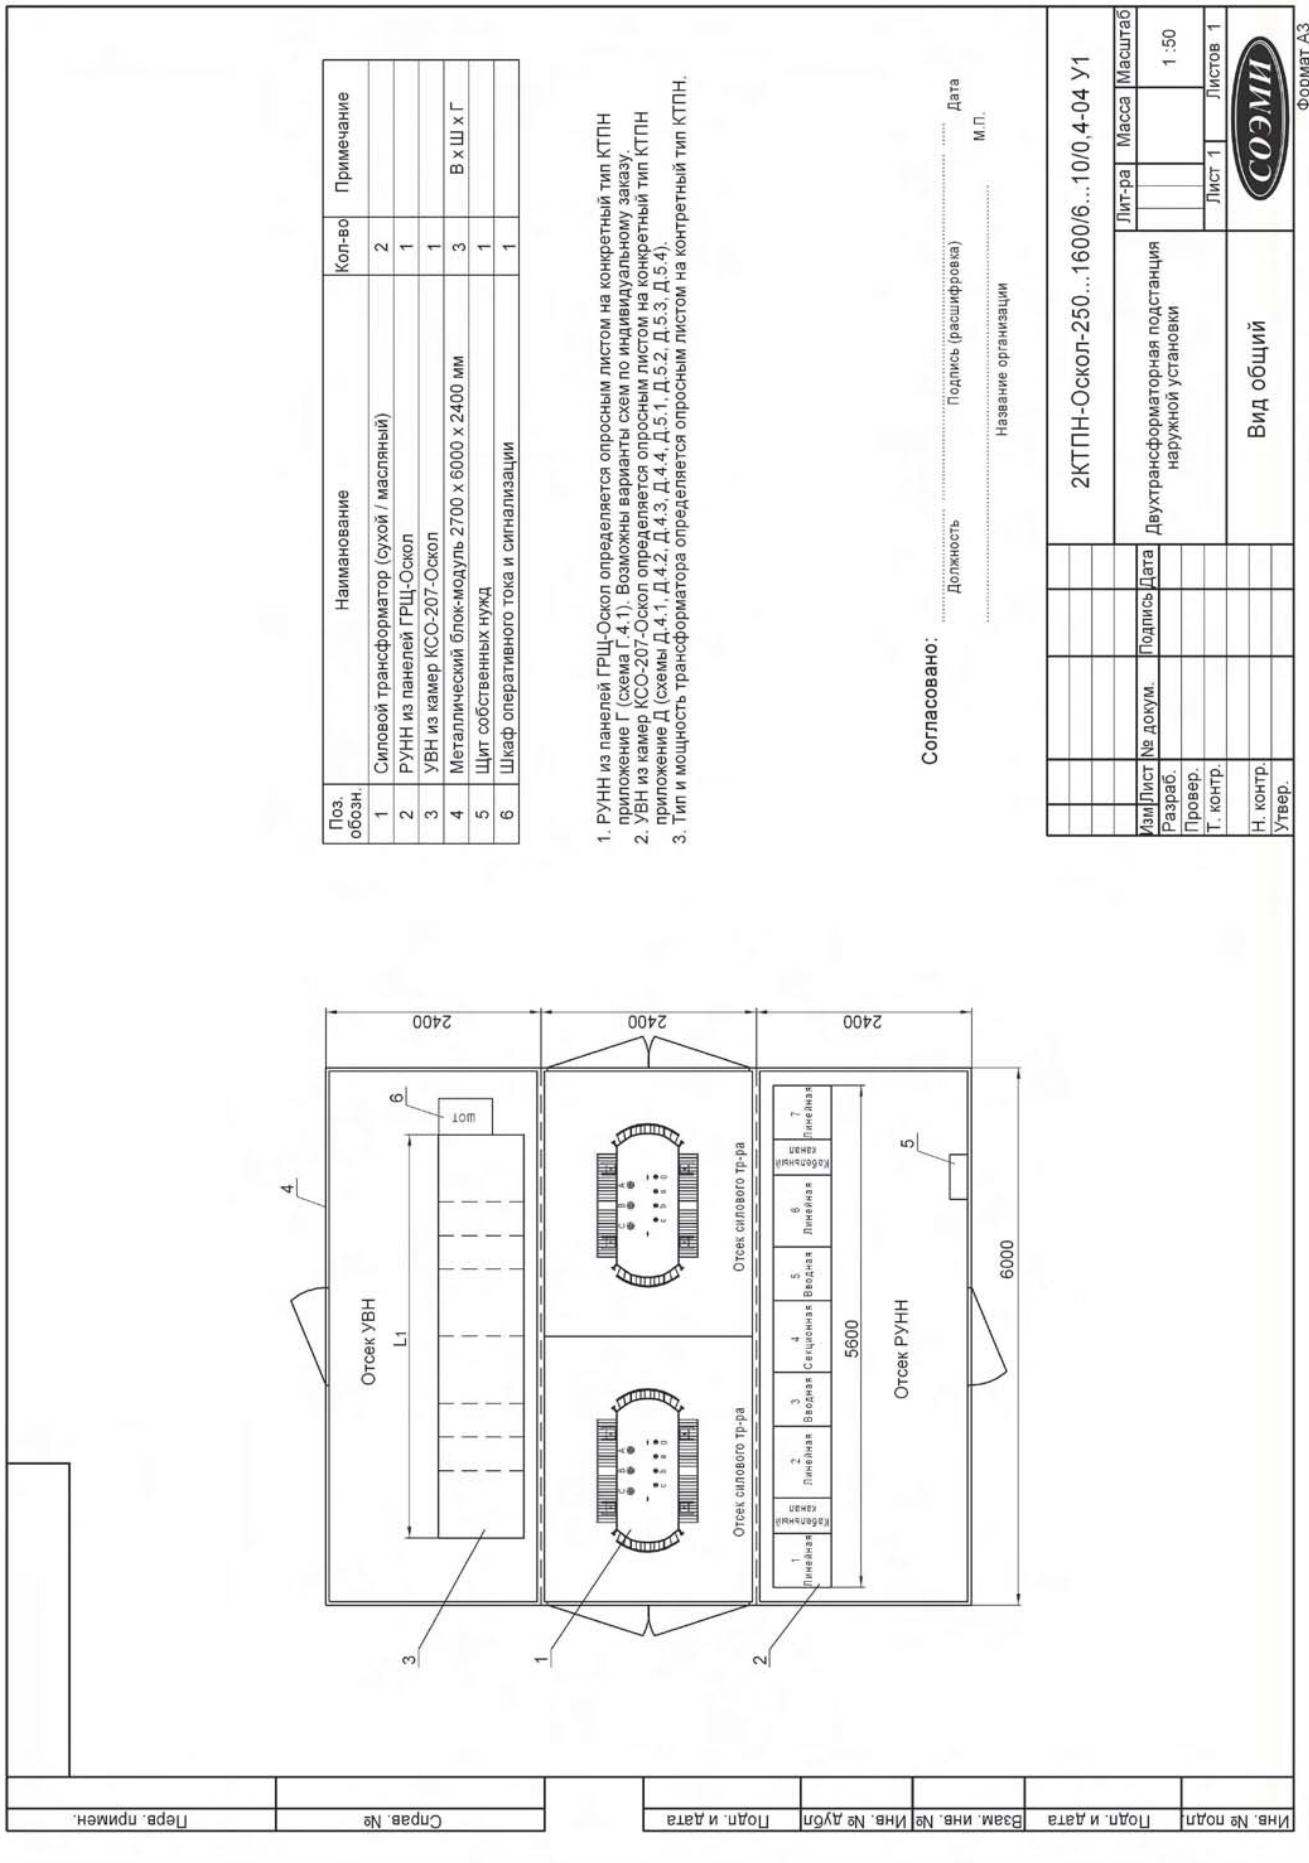 Перв. примен.
Справ. №
Подп. и дата
Инв. № дубл
Взам. инв. №
Подп. и дата
Инв. № подл.
4
6
Отсек УВН
L1
шот
2400
3
1
C B A
c b a 0
Отсек силового тр-ра
C B A
c b a 0
Отсек силового тр-ра
2400
2
1 Линейная
Кабельный канал
2 Линейная
3 Вводная
4 Секционная
5 Вводная
6 Линейная
Кабельный канал
7 Линейная
5600
Отсек РУНН
5
2400
6000
Поз. обозн. Наиманование Кол-во Примечание
1 Силовой трансформатор (сухой / масляный) 2
2 РУНН из панелей ГРЩ-Оскол 1
3 УВН из камер КСО-207-Оскол 1
4 Металлический блок-модуль 2700 x 6000 x 2400 мм 3 В x Ш x Г
5 Щит собственных нужд 1
6 Шкаф оперативного тока и сигнализации 1
1. РУНН из панелей ГРЩ-Оскол определяется опросным листом на конкретный тип КТПН
приложение Г (схема Г.4.1). Возможны варианты схем по индивидуальному заказу.
2. УВН из камер КСО-207-Оскол определяется опросным листом на конкретный тип КТПН
приложение Д (схемы Д.4.1, Д.4.2, Д.4.3, Д.4.4, Д.5.1, Д.5.2, Д.5.3, Д.5.4).
3. Тип и мощность трансформатора определяется опросным листом на контретный тип КТПН.
Согласовано:
Должность Подпись (расшифровка) Дата
М.П.
Название организации
2КТПН-Оскол-250...1600/6...10/0,4-04 У1
Изм Лист № докум. Подпись Дата
Разраб.
Провер.
Т. контр.
Н. контр.
Утвер.
Двухтрансформаторная подстанция
наружной установки
Лит-ра Масса Масштаб
1 :50
Лист 1 Листов 1
Вид общий
СОЭМИ
Формат А3